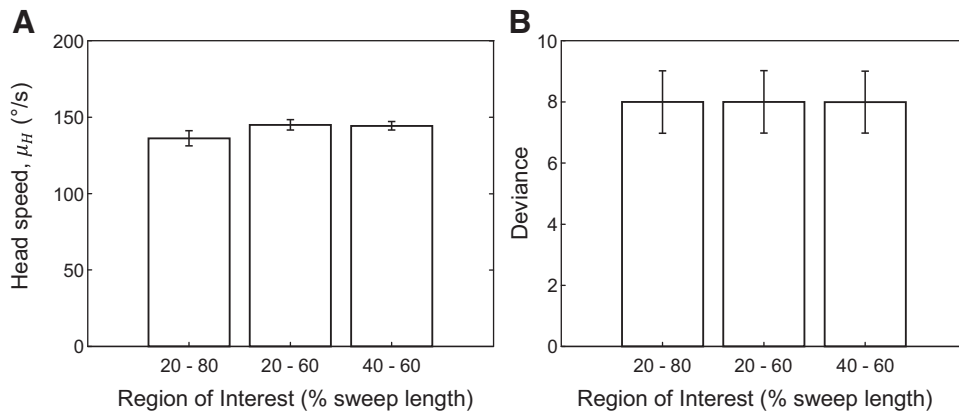 A
200
150
100
50
0
Head speed, μH (°/s)
20 - 80 20 - 60 40 - 60
Region of Interest (% sweep length)
B
10
8
6
4
2
0
Deviance
20 - 80 20 - 60 40 - 60
Region of Interest (% sweep length)